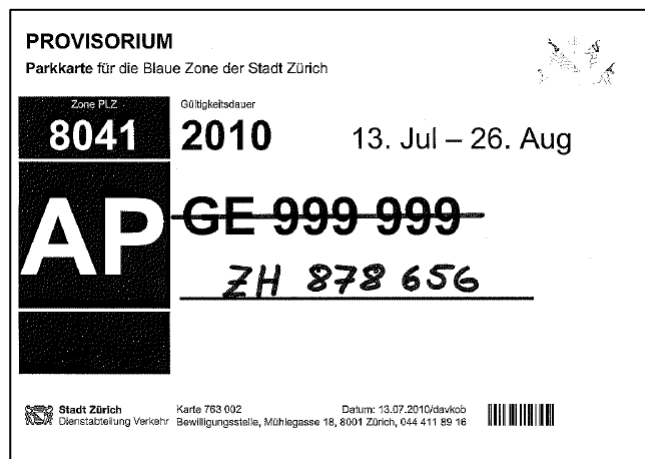 PROVISORIUM
Parkkarte für die Blaue Zone der Stadt Zürich
Zone PLZ
8041
Gültigkeitsdauer
2010 13. Jul – 26. Aug
AP
GE 999 999
ZH 878 656
Stadt Zürich
Dienstabteilung Verkehr
Karte 763 002 Datum: 13.07.2010/davkob
Bewilligungsstelle, Mühlegasse 18, 8001 Zürich, 044 411 89 16